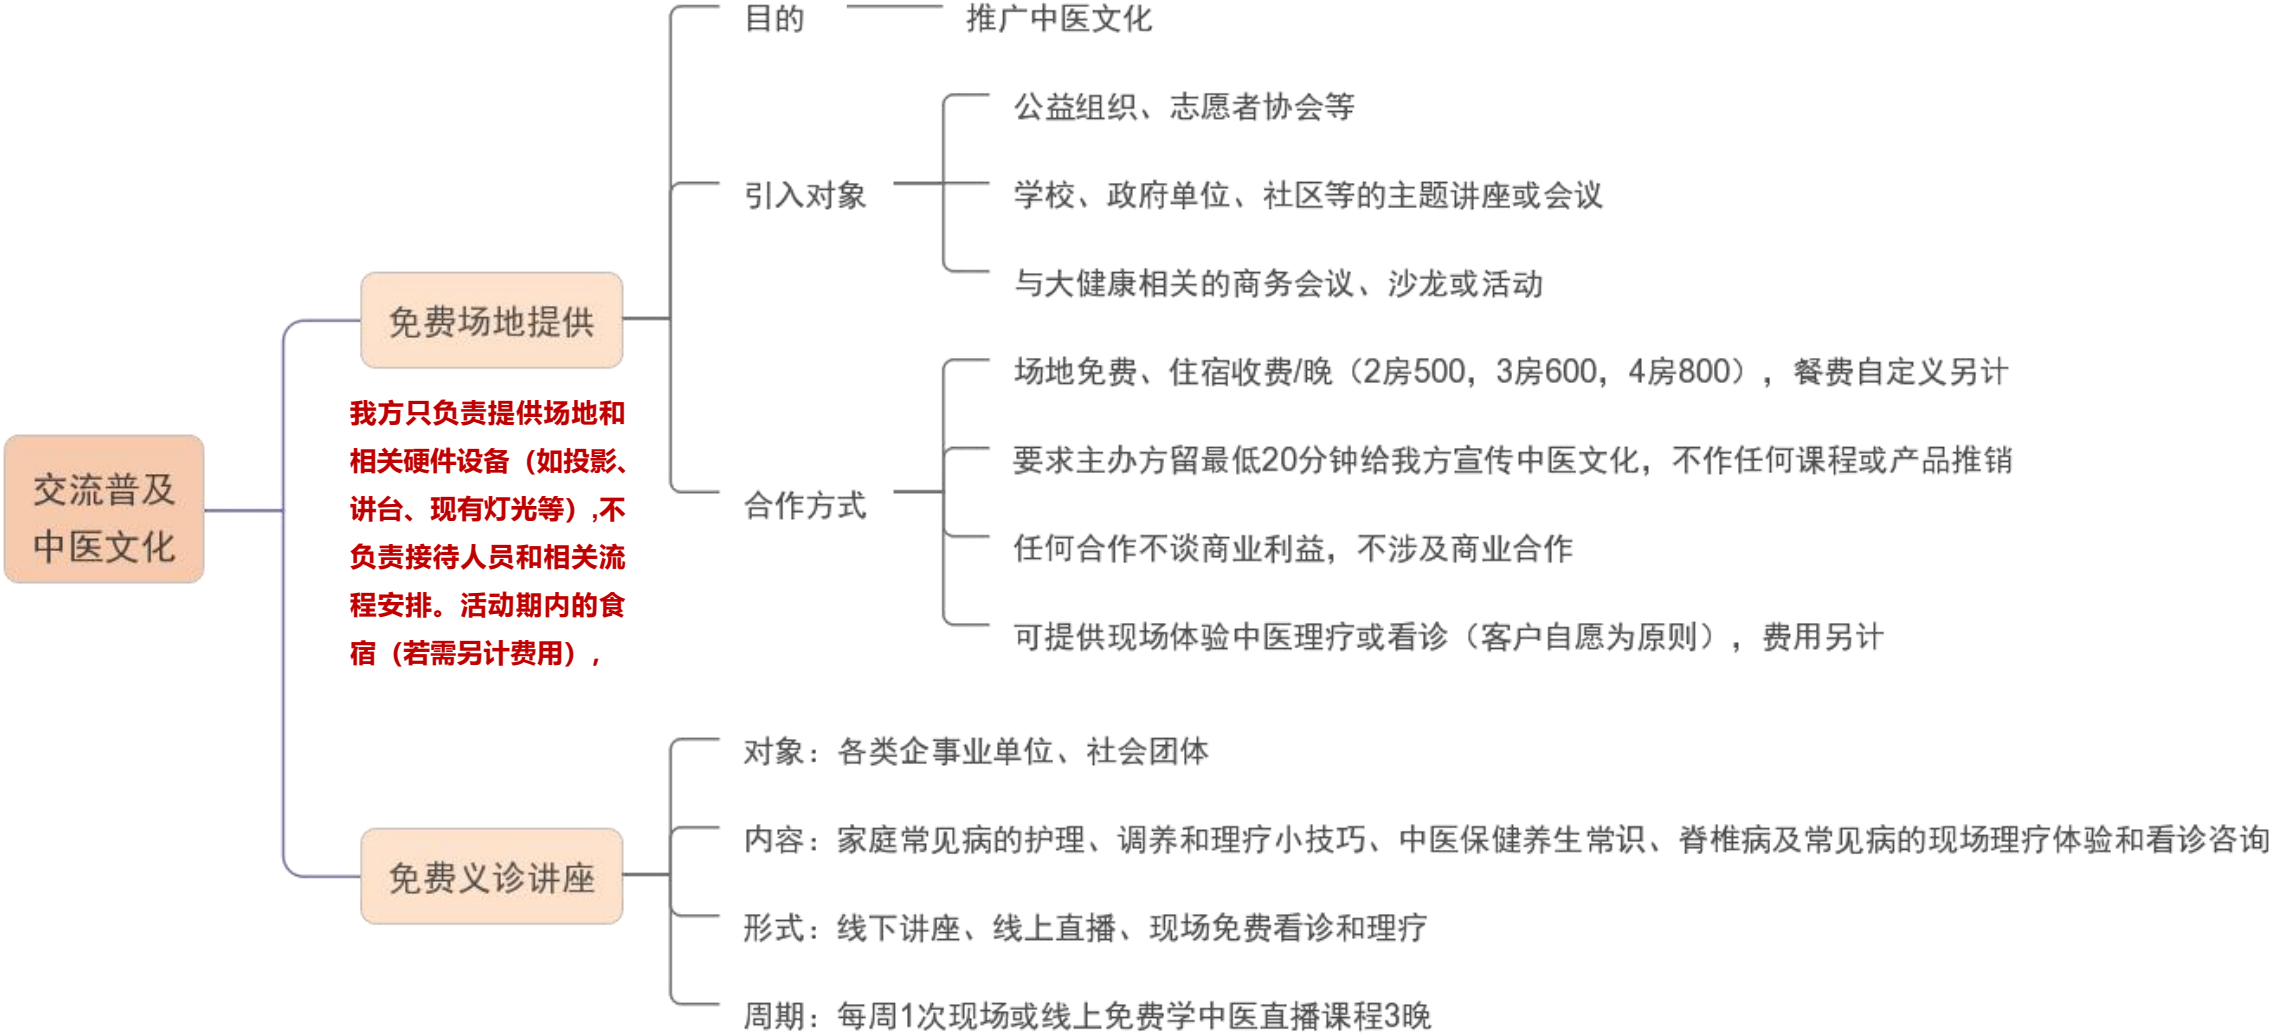 交流普及
中医文化
免费场地提供
我方只负责提供场地和
相关硬件设备（如投影、
讲台、现有灯光等）,不
负责接待人员和相关流
程安排。活动期内的食
宿（若需另计费用），
目的
推广中医文化
引入对象
公益组织、志愿者协会等
学校、政府单位、社区等的主题讲座或会议
与大健康相关的商务会议、沙龙或活动
合作方式
场地免费、住宿收费/晚（2房500，3房600，4房800），餐费自定义另计
要求主办方留最低20分钟给我方宣传中医文化，不作任何课程或产品推销
任何合作不谈商业利益，不涉及商业合作
可提供现场体验中医理疗或看诊（客户自愿为原则），费用另计
免费义诊讲座
对象：各类企事业单位、社会团体
内容：家庭常见病的护理、调养和理疗小技巧、中医保健养生常识、脊椎病及常见病的现场理疗体验和看诊咨询
形式：线下讲座、线上直播、现场免费看诊和理疗
周期：每周1次现场或线上免费学中医直播课程3晚